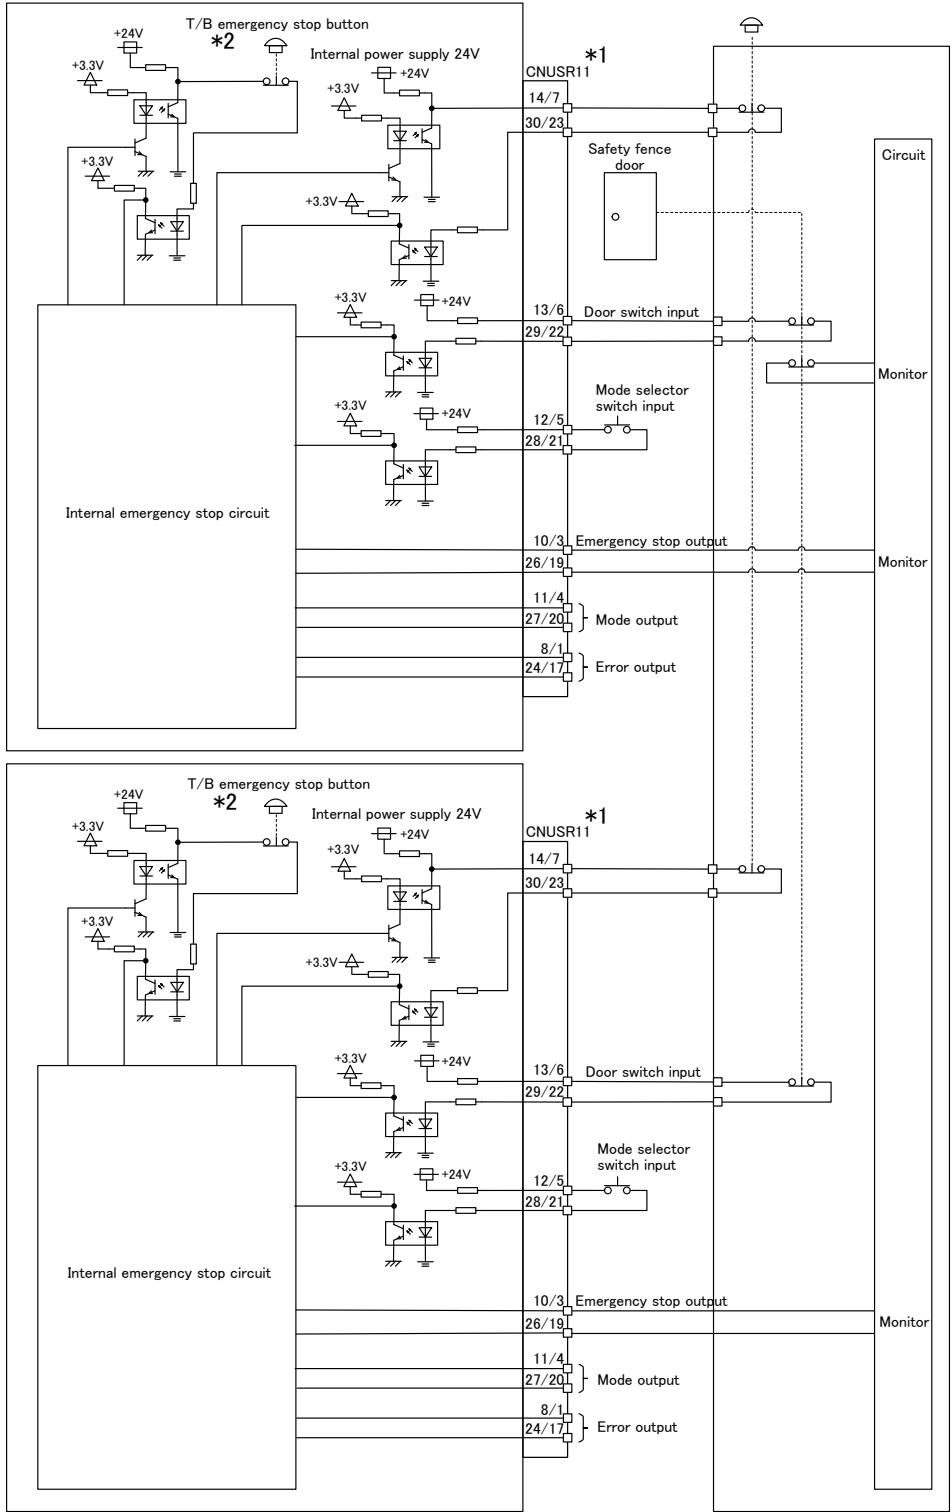 T/B emergency stop button
*2
+24V
Internal power supply 24V
*1
+3.3V
+24V
CNUSR11
+3.3V
14/7
30/23
Safety fence
door
Circuit
+3.3V
+3.3V
+3.3V
+24V
13/6
Door switch input
29/22
Monitor
Mode selector
switch input
+3.3V
+24V
12/5
28/21
Internal emergency stop circuit
10/3
Emergency stop output
26/19
Monitor
11/4
27/20
Mode output
8/1
24/17
Error output
T/B emergency stop button
*2
+24V
Internal power supply 24V
*1
+3.3V
+24V
CNUSR11
+3.3V
14/7
30/23
+3.3V
+3.3V
+3.3V
+24V
13/6
Door switch input
29/22
Mode selector
switch input
+3.3V
+24V
12/5
28/21
Internal emergency stop circuit
10/3
Emergency stop output
26/19
Monitor
11/4
27/20
Mode output
8/1
24/17
Error output